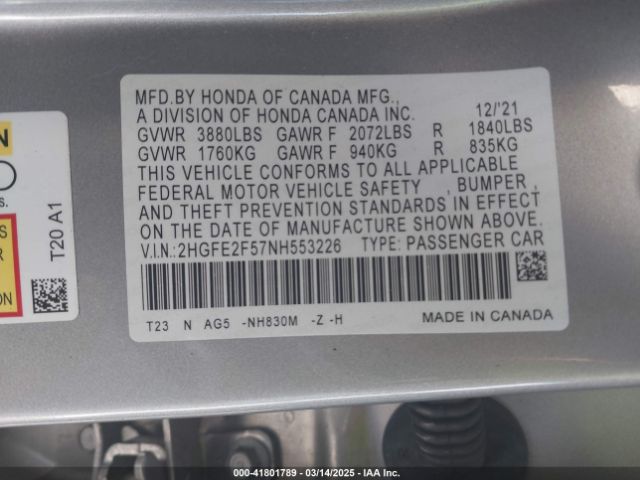 MFD.BY HONDA OF CANADA MFG.,
A DIVISION OF HONDA CANADA INC. 12/'21
GVWR 3880LBS GAWR F 2072LBS R 1840LBS
GVWR 1760KG GAWR F 940KG R 835KG
THIS VEHICLE CONFORMS TO ALL APPLICABLE
FEDERAL MOTOR VEHICLE SAFETY , BUMPER ,
AND THEFT PREVENTION STANDARDS IN EFFECT
ON THE DATE OF MANUFACTURE SHOWN ABOVE.
V.I.N.:2HGFE2F57NH553226 TYPE: PASSENGER CAR
T23 N AG5 -NH830M -Z -H MADE IN CANADA
N
s.
S
R
ON
T20 A1
000-41801789 — 03/14/2025 — IAA Inc.